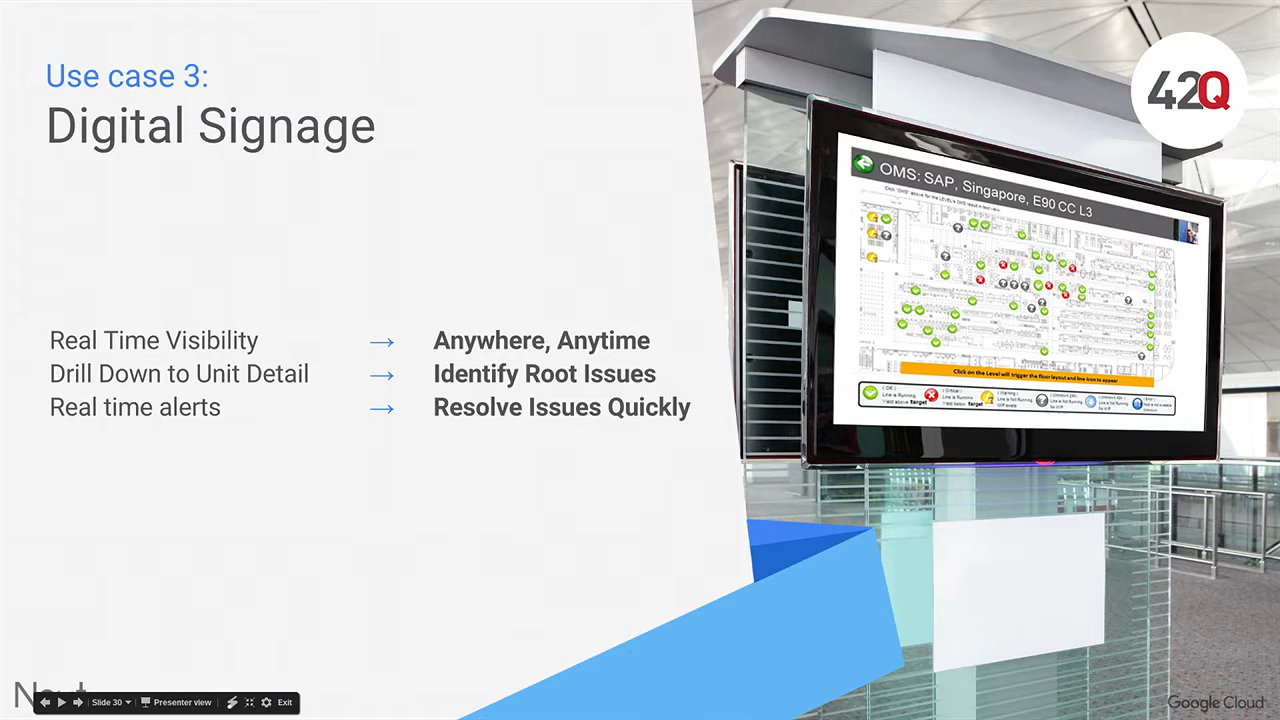 Use case 3:
Digital Signage
42Q
OMS: SAP, Singapore, E90 CC L3
Real Time Visibility → Anywhere, Anytime
Drill Down to Unit Detail → Identify Root Issues
Real time alerts → Resolve Issues Quickly
Click on the Level will trigger the floor layout and line icon to appear
Slide 30
Presenter view
Exit
Google Cloud